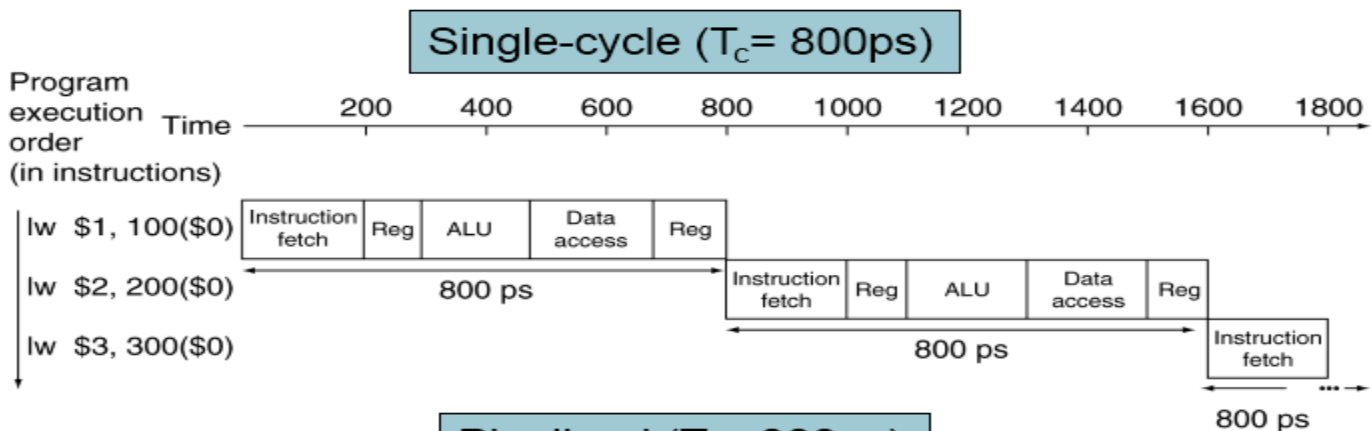 Single-cycle (Tc= 800ps)
Program
execution
order
(in instructions)
Time
200 400 600 800 1000 1200 1400 1600 1800
lw $1, 100($0)
Instruction
fetch
Reg
ALU
Data
access
Reg
800 ps
lw $2, 200($0)
Instruction
fetch
Reg
ALU
Data
access
Reg
800 ps
lw $3, 300($0)
Instruction
fetch
...
800 ps